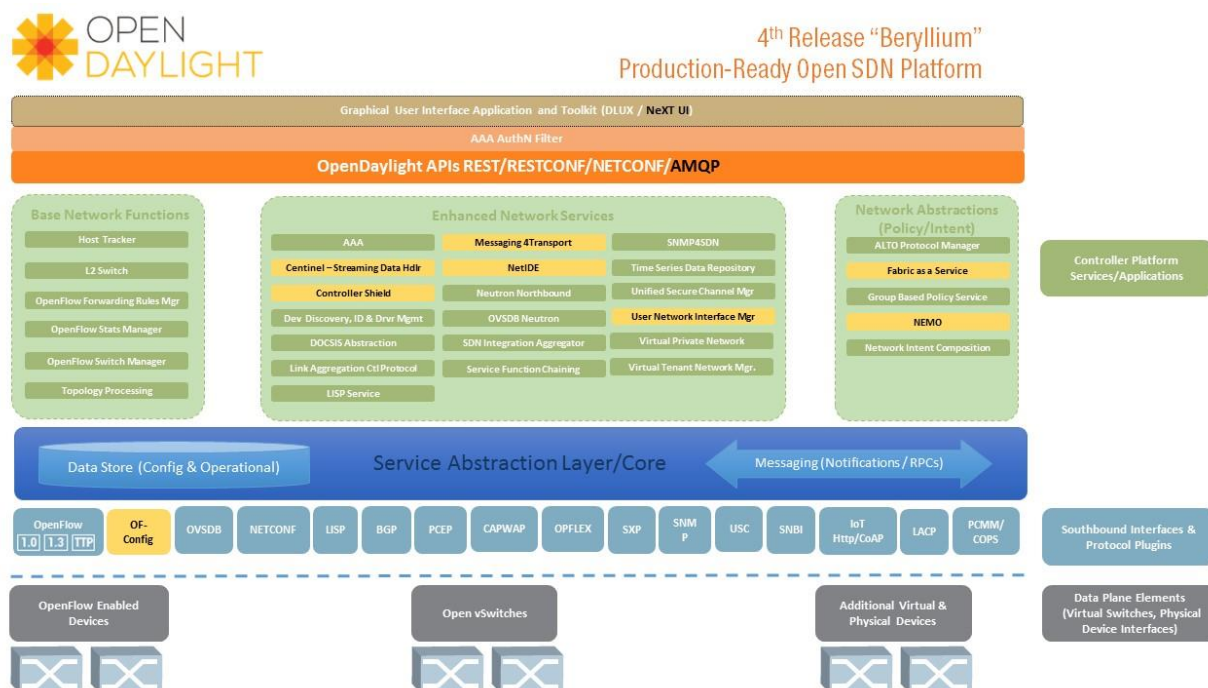 OPEN
DAYLIGHT
4th Release “Beryllium”
Production-Ready Open SDN Platform
Graphical User Interface Application and Toolkit (DLUX / NeXT UI)
AAA AuthN Filter
OpenDaylight APIs REST/RESTCONF/NETCONF/AMQP
Base Network Functions
Host Tracker
L2 Switch
OpenFlow Forwarding Rules Mgr
OpenFlow Stats Manager
OpenFlow Switch Manager
Topology Processing
Enhanced Network Services
AAA
Centinel – Streaming Data Hdlr
Controller Shield
Dev Discovery, ID & Drvr Mgmt
DOCSIS Abstraction
Link Aggregation Ctl Protocol
LISP Service
Messaging 4Transport
NetIDE
Neutron Northbound
OVSDB Neutron
SDN Integration Aggregator
Service Function Chaining
SNMP4SDN
Time Series Data Repository
Unified Secure Channel Mgr
User Network Interface Mgr
Virtual Private Network
Virtual Tenant Network Mgr.
Network Abstractions
(Policy/Intent)
ALTO Protocol Manager
Fabric as a Service
Group Based Policy Service
NEMO
Network Intent Composition
Controller Platform
Services/Applications
Data Store (Config & Operational)
Service Abstraction Layer/Core
Messaging (Notifications / RPCs)
OpenFlow
1.0 1.3 TTP
OF-
Config
OVSDB
NETCONF
LISP
BGP
PCEP
CAPWAP
OPFLEX
SXP
SNM
P
USC
SNBI
IoT
Http/CoAP
LACP
PCMM/
COPS
Southbound Interfaces &
Protocol Plugins
OpenFlow Enabled
Devices
Open vSwitches
Additional Virtual &
Physical Devices
Data Plane Elements
(Virtual Switches, Physical
Device Interfaces)